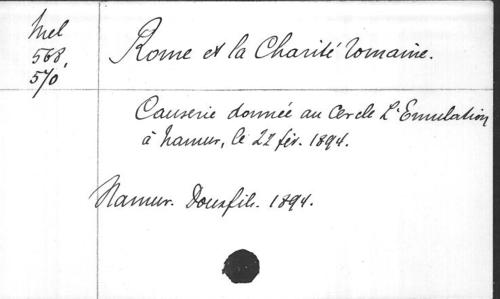 Mel
568,
570
Rome et la Charité romaine.
Causerie donnée au Cercle L'Emulation
à Namur, le 22 fév. 1894.
Namur. Douxfils. 1894.